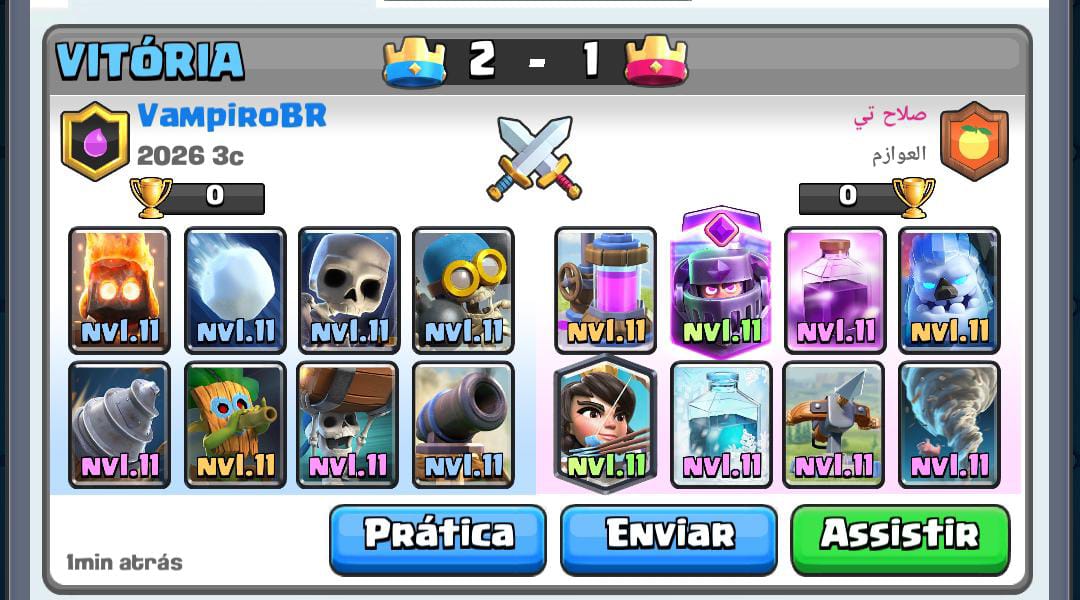 VITÓRIA
2 - 1
VampiroBR
2026 3c
0
صلاح تي
العوازم
0
nvl.11 nvl.11 nvl.11 nvl.11 nvl.11 nvl.11 nvl.11 nvl.11
nvl.11 nvl.11 nvl.11 nvl.11 nvl.11 nvl.11 nvl.11 nvl.11
1min atrás
Prática
Enviar
Assistir